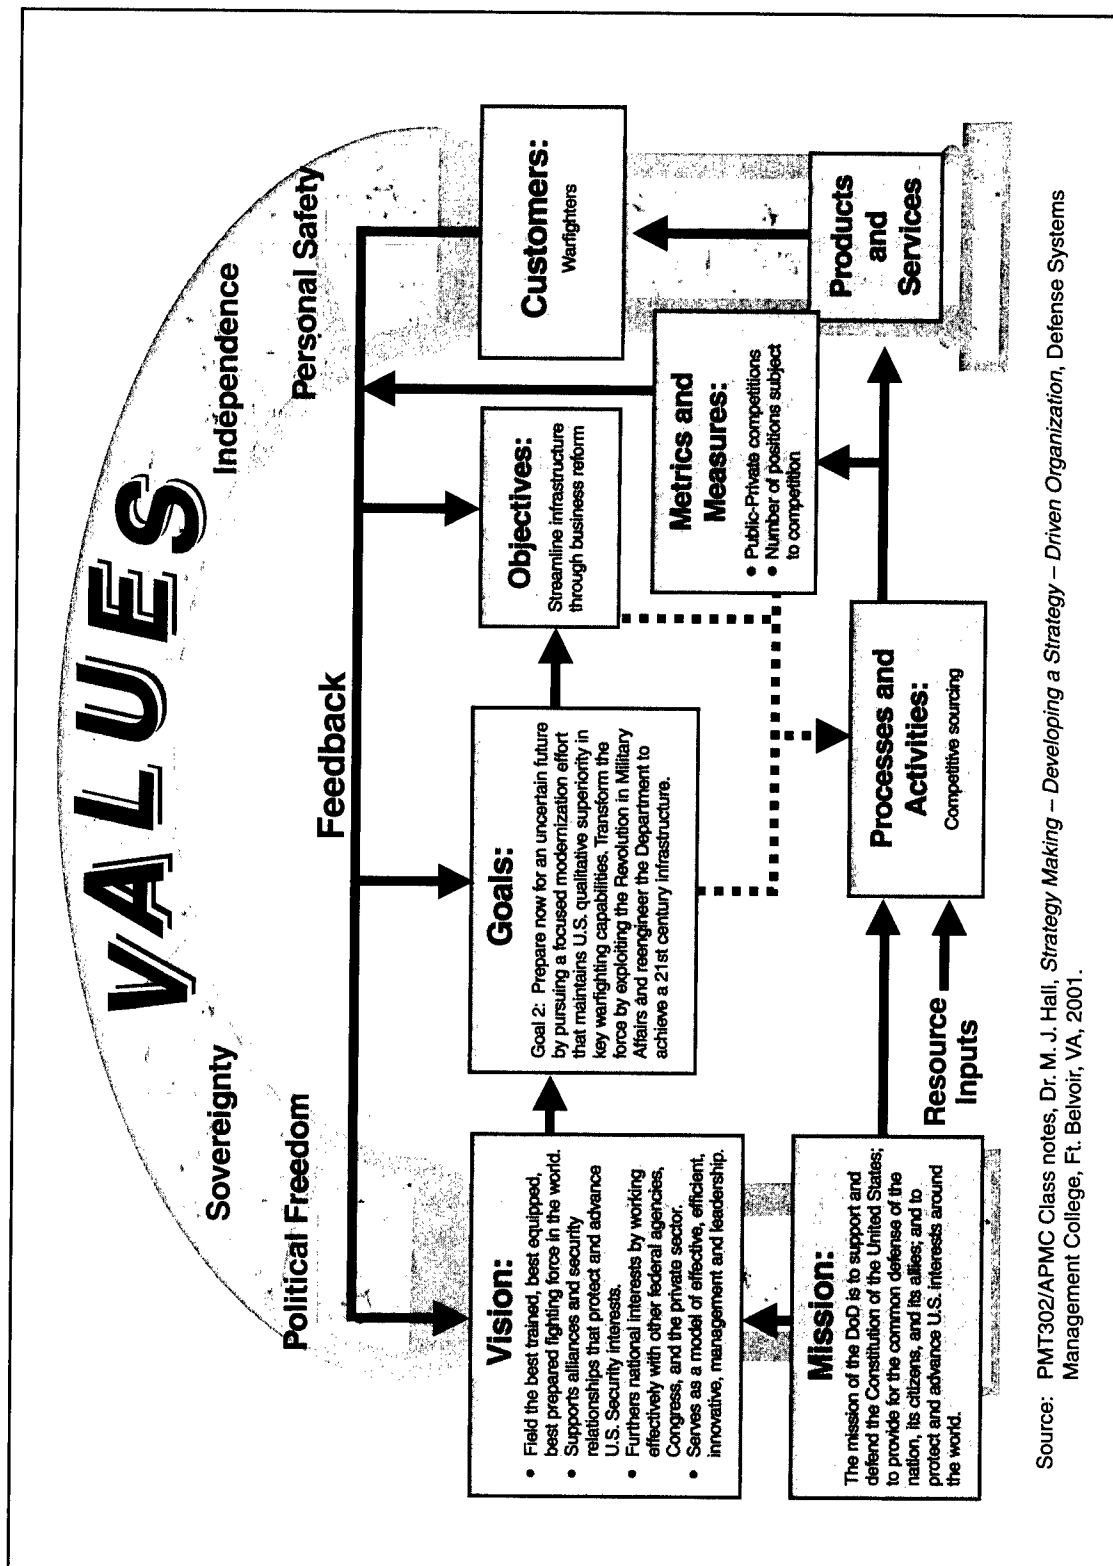 VALUES
Sovereignty
Independence
Political Freedom
Personal Safety
Feedback
Vision:
• Field the best trained, best equipped,
best prepared fighting force in the world.
• Supports alliances and security
relationships that protect and advance
U.S. Security interests.
• Furthers national interests by working
effectively with other federal agencies,
Congress, and the private sector.
• Serves as a model of effective, efficient,
innovative, management and leadership.
Goals:
Goal 2: Prepare now for an uncertain future
by pursuing a focused modernization effort
that maintains U.S. qualitative superiority in
key warfighting capabilities. Transform the
force by exploiting the Revolution in Military
Affairs and reengineer the Department to
achieve a 21st century infrastructure.
Objectives:
Streamline infrastructure
through business reform
Customers:
Warfighters
Mission:
The mission of the DoD is to support and
defend the Constitution of the United States;
to provide for the common defense of the
nation, its citizens, and its allies; and to
protect and advance U.S. interests around
the world.
Resource
Inputs
Processes and
Activities:
Competitive sourcing
Metrics and
Measures:
• Public-Private competitions
• Number of positions subject
to competition
Products
and
Services
Source: PMT302/APMC Class notes, Dr. M. J. Hall, Strategy Making – Developing a Strategy – Driven Organization, Defense Systems
Management College, Ft. Belvoir, VA, 2001.